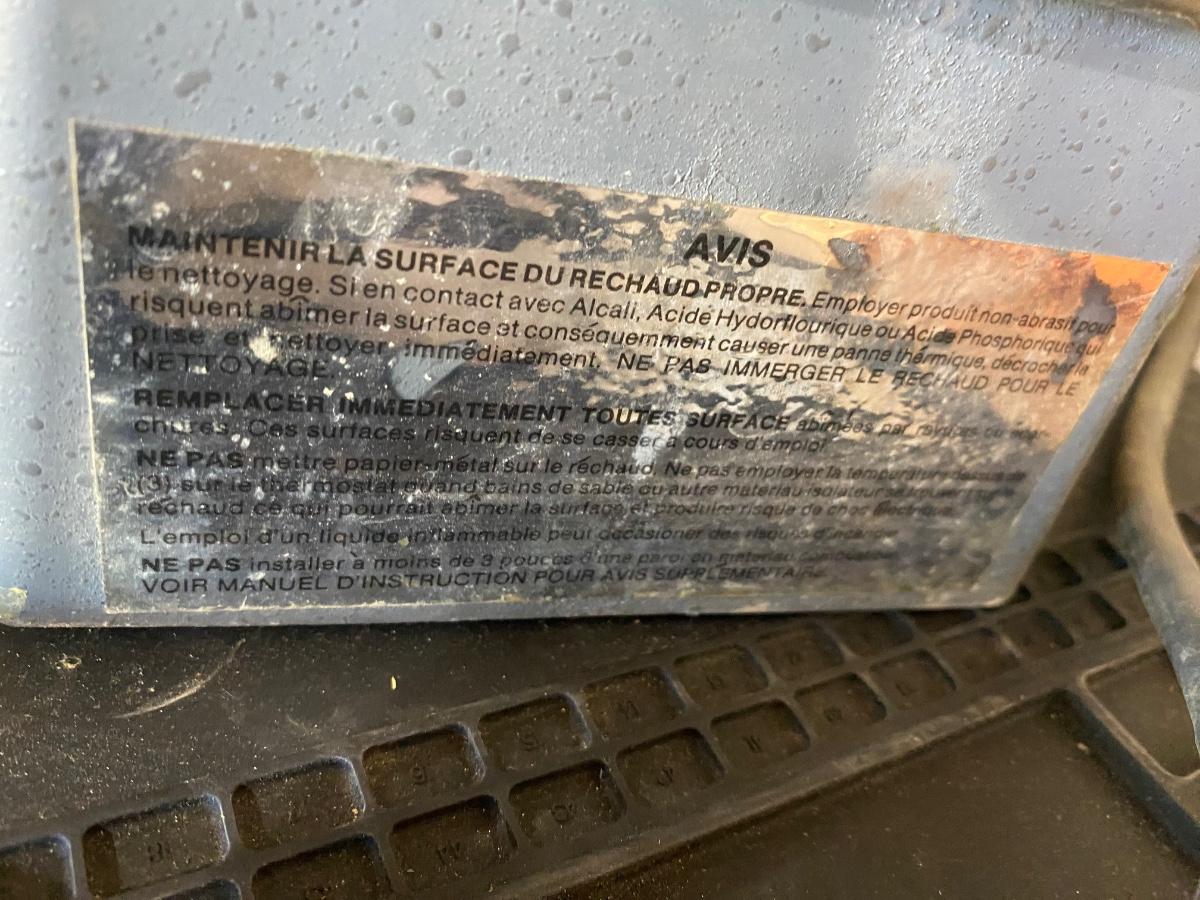 AVIS
MAINTENIR LA SURFACE DU RECHAUD PROPRE. Employer produit non-abrasif pour
le nettoyage. Si en contact avec Alcali, Acide Hydorflourique ou Acide Phosphorique qui
risquent abîmer la surface et conséquemment causer une panne thérmique, décrocher la
prise et nettoyer immédiatement. NE PAS IMMERGER LE RECHAUD POUR LE
NETTOYAGE.
REMPLACER IMMEDIATEMENT TOUTES SURFACE abimées par
chures. Ces surfaces risquent de se casser à cours d'emploi.
NE PAS mettre papier-métal sur le réchaud. Ne pas employer la température
(3) sur le thermostat quand bains de sable ou autre materiau isolateur se
réchaud ce qui pourrait abîmer la surface et produire risque de choc électrique.
L'emploi d'un liquide inflammable peut occasioner des risques d'incendie.
NE PAS installer à moins de 3 pouces d'une paroi en materiau
VOIR MANUEL D'INSTRUCTION POUR AVIS SUPPLEMENTAIRE.